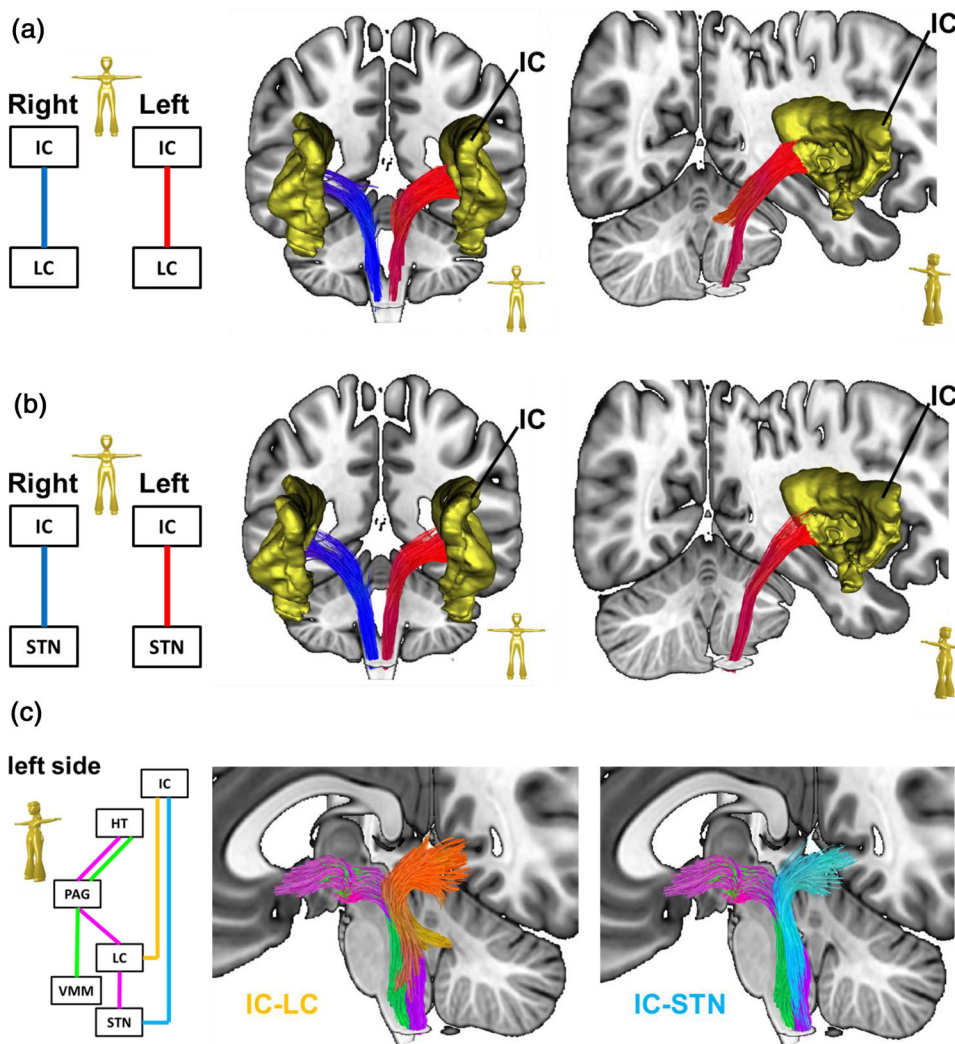 (a)
Right Left
IC IC
LC LC
IC
IC
(b)
Right Left
IC IC
STN STN
IC
IC
(c)
left side
IC
HT
PAG
LC
VMM
STN
IC-LC
IC-STN